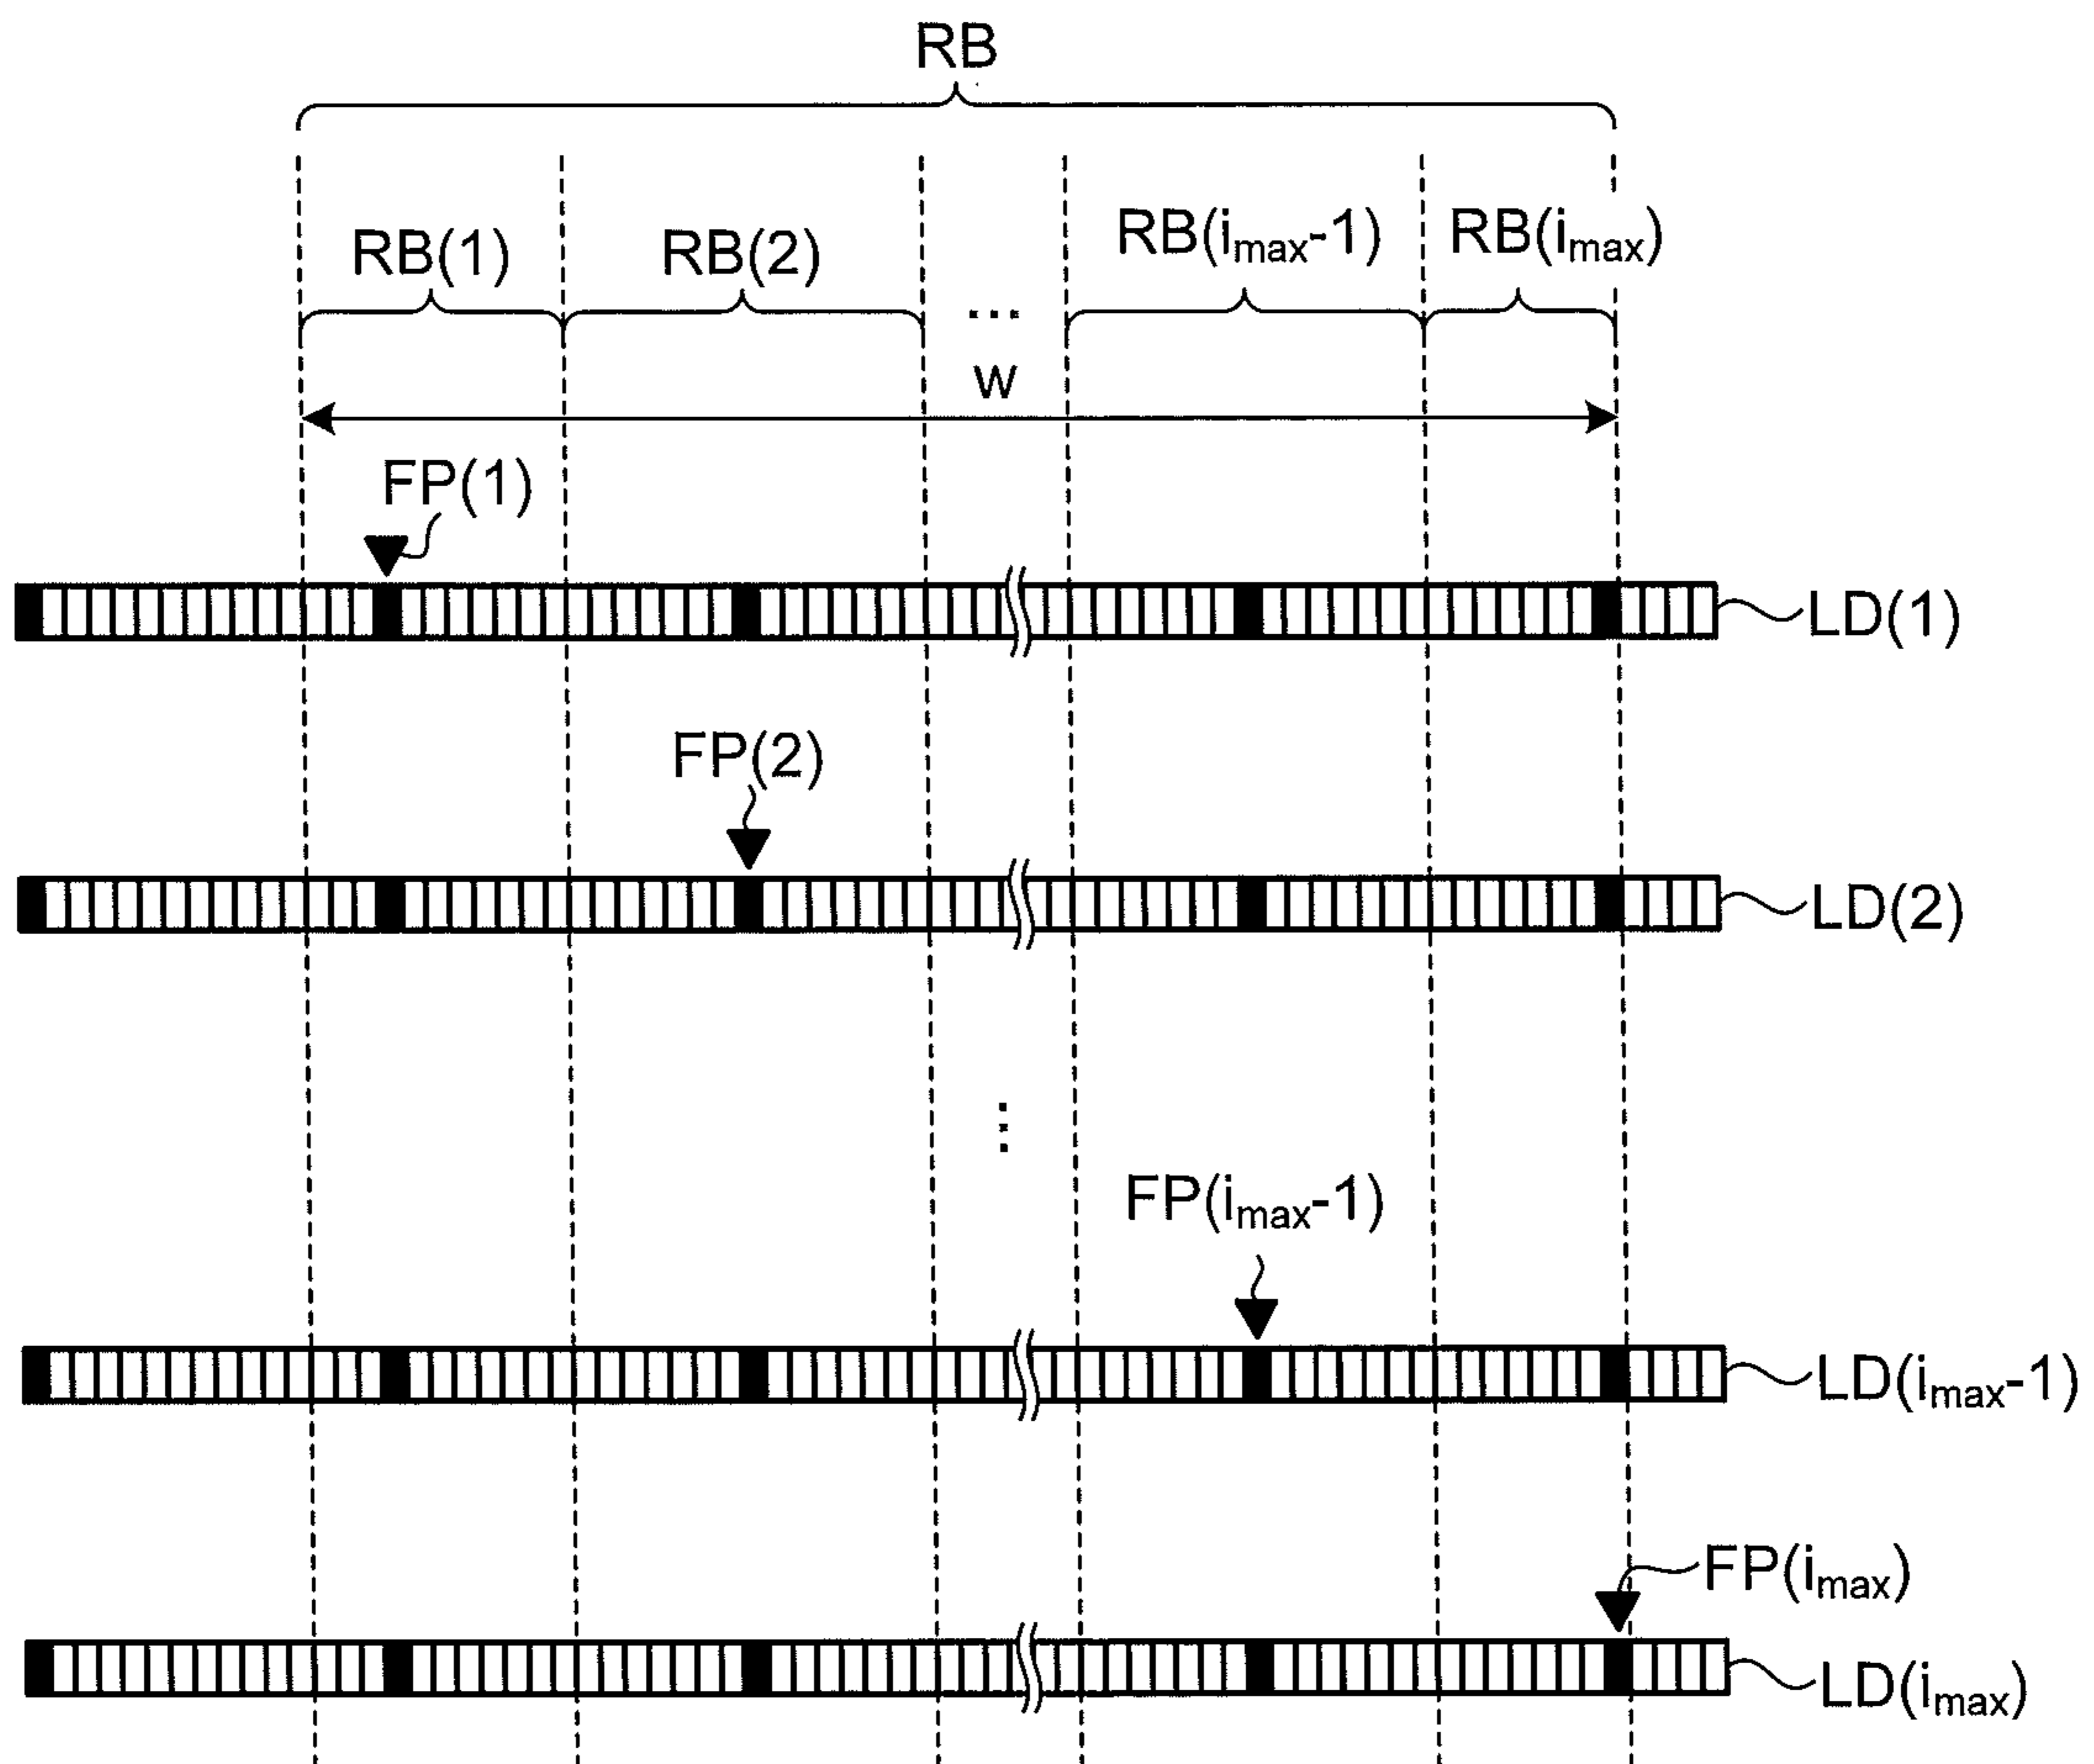 RB
RB(1) RB(2) ... RB(imax-1) RB(imax)
w
FP(1)
LD(1)
FP(2)
LD(2)
⋮
FP(imax-1)
LD(imax-1)
FP(imax)
LD(imax)